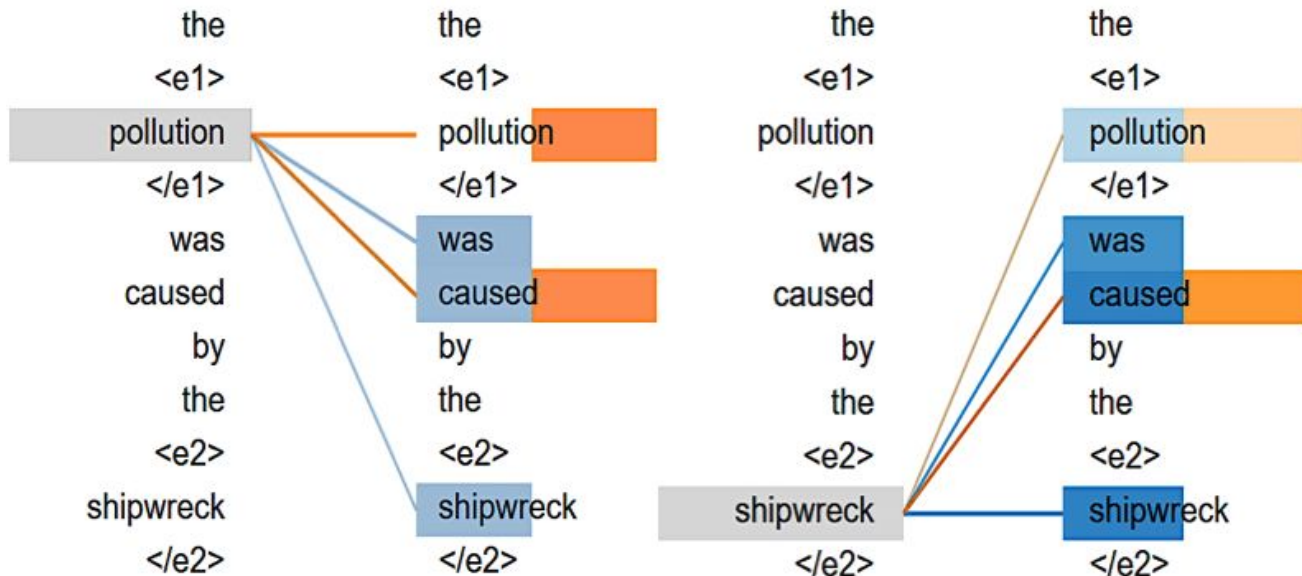 the the the the
<e1> <e1> <e1> <e1>
pollution pollution pollution pollution
</e1> </e1> </e1> </e1>
was was was was
caused caused caused caused
by by by by
the the the the
<e2> <e2> <e2> <e2>
shipwreck shipwreck shipwreck shipwreck
</e2> </e2> </e2> </e2>